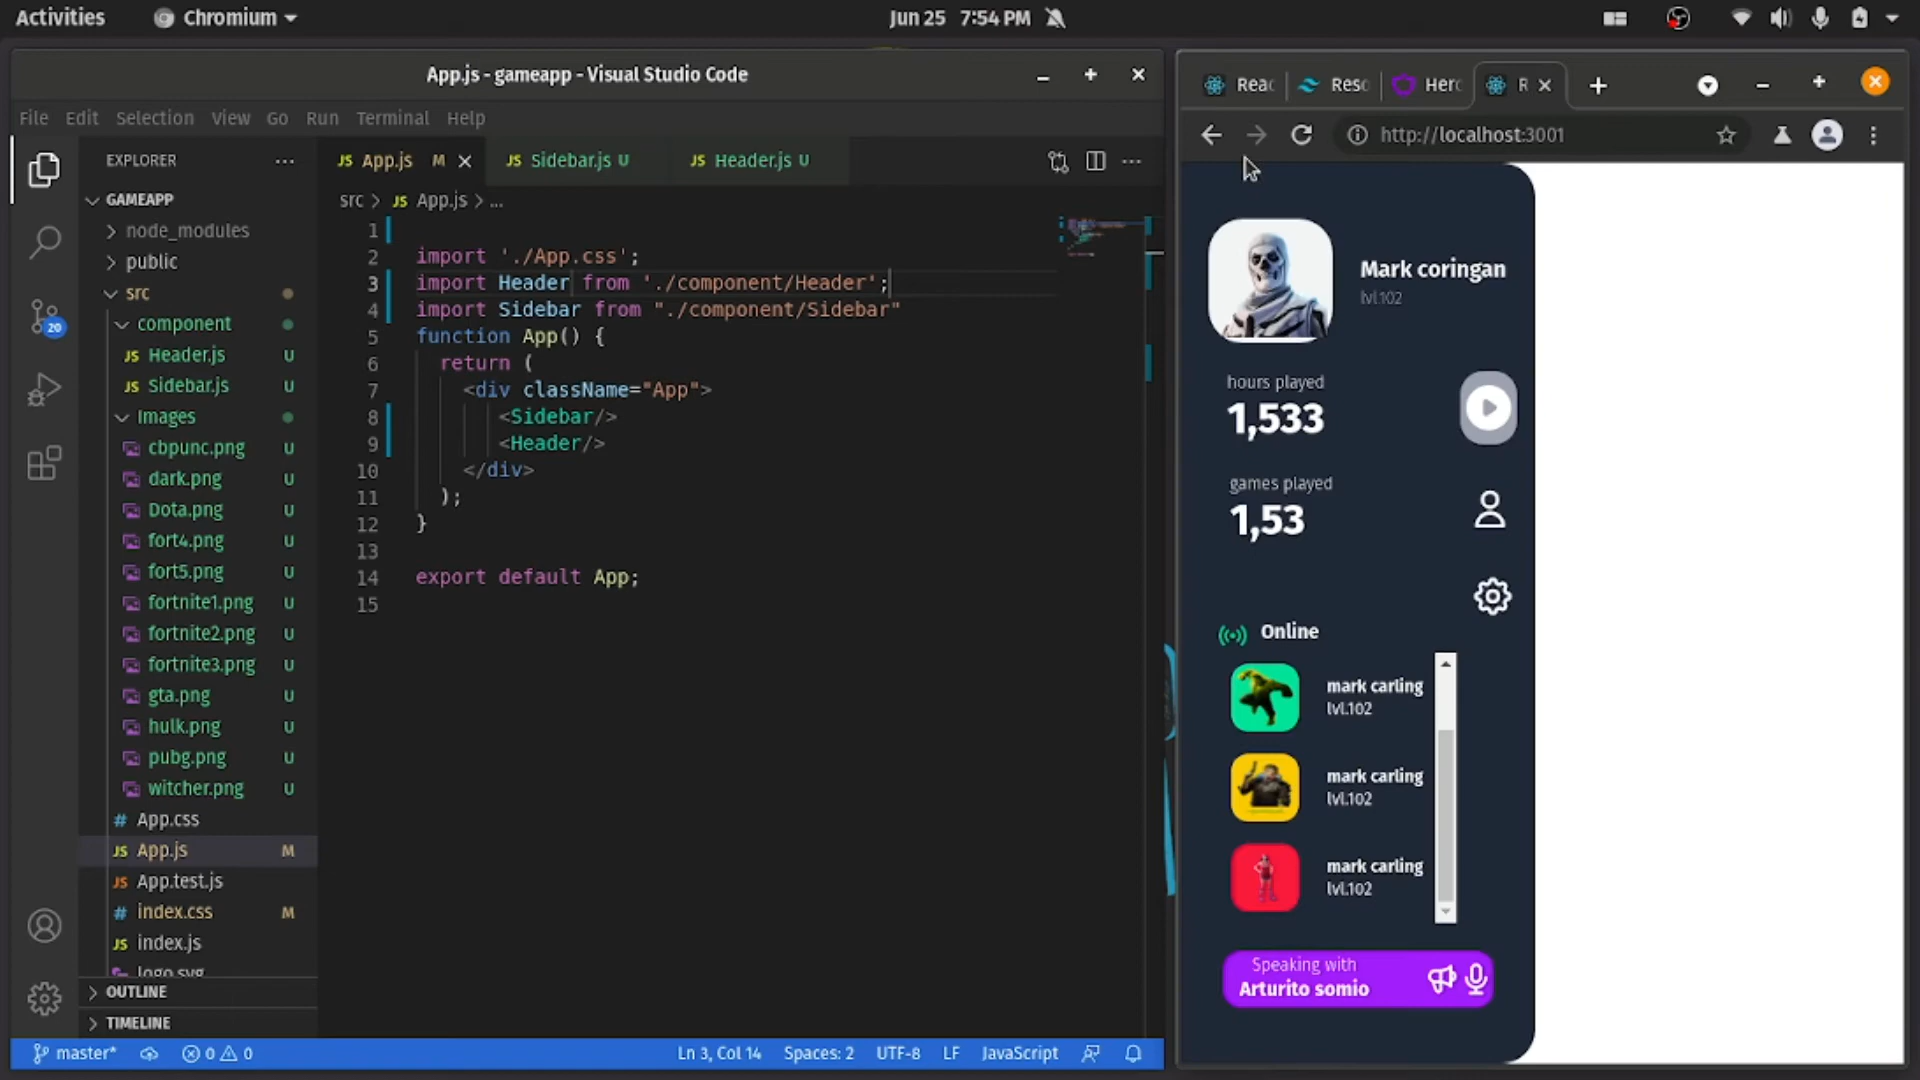 Activities
Chromium
Jun 25 7:54 PM
App.js - gameapp - Visual Studio Code
File Edit Selection View Go Run Terminal Help
EXPLORER
GAMEAPP
node_modules
public
src
component
JS Header.js U
JS Sidebar.js U
Images
cbpunc.png U
dark.png U
Dota.png U
fort4.png U
fort5.png U
fortnite1.png U
fortnite2.png U
fortnite3.png U
gta.png U
hulk.png U
pubg.png U
witcher.png U
# App.css
JS App.js M
JS App.test.js
# index.css M
JS index.js
logo.svg
OUTLINE
TIMELINE
20
JS App.js M
JS Sidebar.js U
JS Header.js U
src > JS App.js > ...
1
2 import './App.css';
3 import Header from './component/Header';
4 import Sidebar from "./component/Sidebar"
5 function App() {
6 return (
7 <div className="App">
8 <Sidebar/>
9 <Header/>
10 </div>
11 );
12 }
13
14 export default App;
15
master* 0 0
Ln 3, Col 14 Spaces: 2 UTF-8 LF JavaScript
Reac
Reso
Herc
R
http://localhost:3001
Mark coringan
lvl.102
hours played
1,533
games played
1,53
Online
mark carling
lvl.102
mark carling
lvl.102
mark carling
lvl.102
Speaking with
Arturito somio